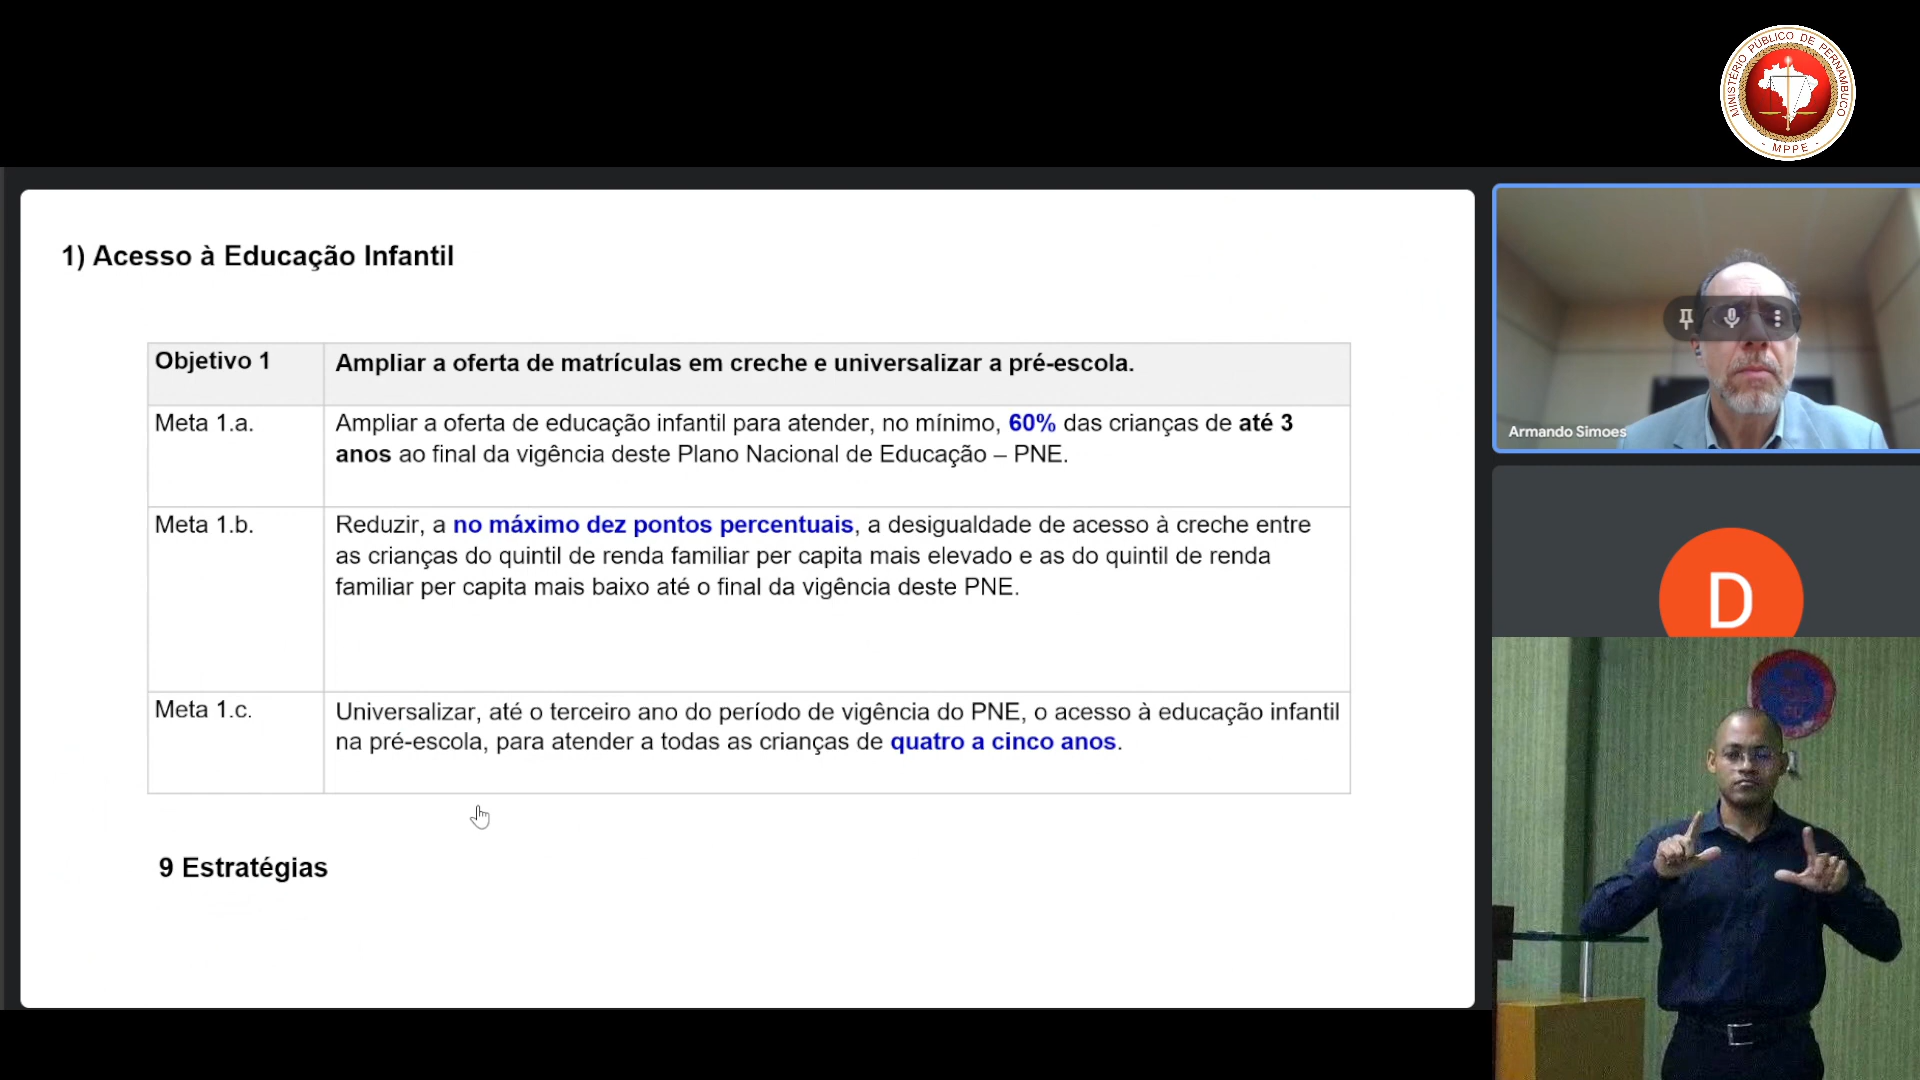 MINISTÉRIO PÚBLICO DE PERNAMBUCO
- MPPE -
1) Acesso à Educação Infantil
Objetivo 1
Ampliar a oferta de matrículas em creche e universalizar a pré-escola.
Meta 1.a.
Ampliar a oferta de educação infantil para atender, no mínimo, 60% das crianças de até 3
anos ao final da vigência deste Plano Nacional de Educação – PNE.
Meta 1.b.
Reduzir, a no máximo dez pontos percentuais, a desigualdade de acesso à creche entre
as crianças do quintil de renda familiar per capita mais elevado e as do quintil de renda
familiar per capita mais baixo até o final da vigência deste PNE.
Meta 1.c.
Universalizar, até o terceiro ano do período de vigência do PNE, o acesso à educação infantil
na pré-escola, para atender a todas as crianças de quatro a cinco anos.
9 Estratégias
Armando Simoes
D